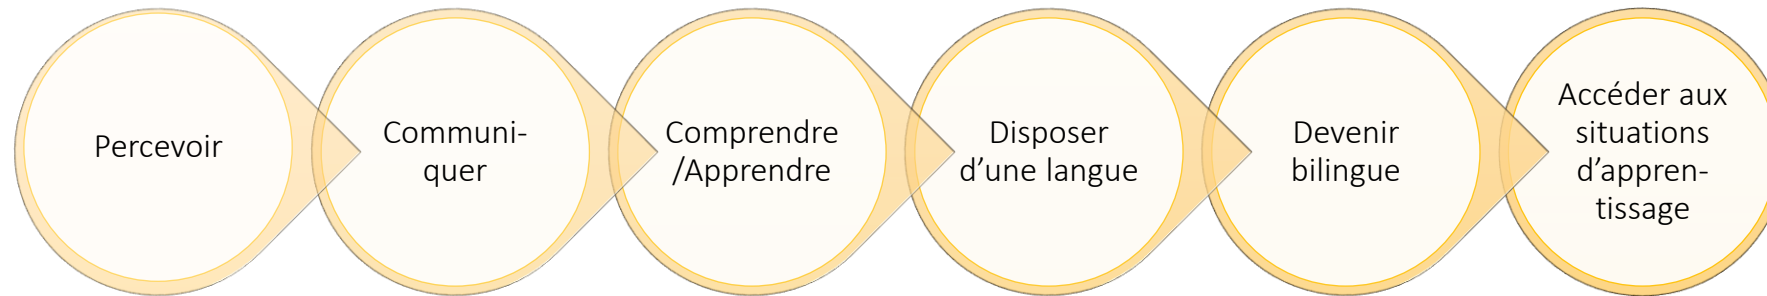 Percevoir
Communi-
quer
Comprendre
/Apprendre
Disposer
d’une langue
Devenir
bilingue
Accéder aux
situations
d’appren-
tissage